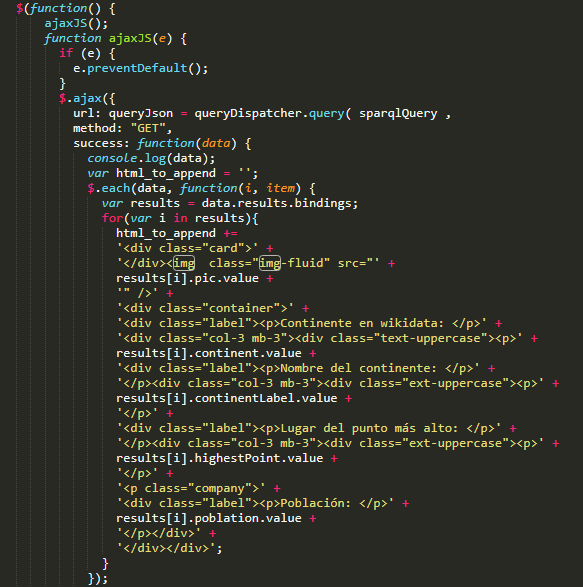 $(function() {
ajaxJS();
function ajaxJS(e) {
if (e) {
e.preventDefault();
}
$.ajax({
url: queryJson = queryDispatcher.query( sparqlQuery ,
method: "GET",
success: function(data) {
console.log(data);
var html_to_append = '';
$.each(data, function(i, item) {
var results = data.results.bindings;
for(var i in results){
html_to_append +=
'<div class="card">' +
'</div><img  class="img-fluid" src="' +
results[i].pic.value +
'" />' +
'<div class="container">' +
'<div class="label"><p>Continente en wikidata: </p>' +
'<div class="col-3 mb-3"><div class="text-uppercase"><p>' +
results[i].continent.value +
'<div class="label"><p>Nombre del continente: </p>' +
'</p><div class="col-3 mb-3"><div class="ext-uppercase"><p>' +
results[i].continentLabel.value +
'</p>' +
'<div class="label"><p>Lugar del punto más alto: </p>' +
'</p><div class="col-3 mb-3"><div class="ext-uppercase"><p>' +
results[i].highestPoint.value +
'</p>' +
'<p class="company">' +
'<div class="label"><p>Población: </p>' +
results[i].poblation.value +
'</p></div>' +
'</div></div>';
}
});